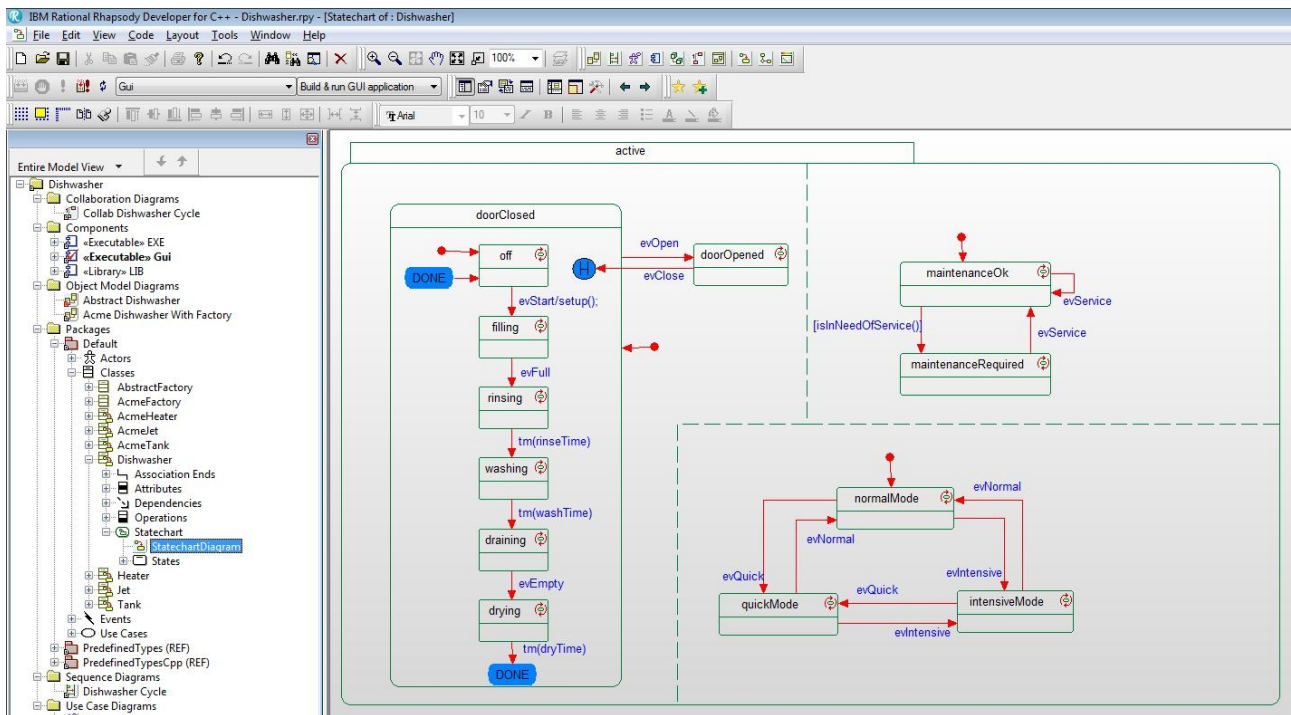 IBM Rational Rhapsody Developer for C++ - Dishwasher.rpy - [Statechart of : Dishwasher]
File Edit View Code Layout Tools Window Help
100%
Gui Build & run GUI application
Arial 10
Entire Model View
Dishwasher
Collaboration Diagrams
Collab Dishwasher Cycle
Components
«Executable» EXE
«Executable» Gui
«Library» LIB
Object Model Diagrams
Abstract Dishwasher
Acme Dishwasher With Factory
Packages
Default
Actors
Classes
AbstractFactory
AcmeFactory
AcmeHeater
AcmeJet
AcmeTank
Dishwasher
Association Ends
Attributes
Dependencies
Operations
Statechart
StatechartDiagram
States
Heater
Jet
Tank
Events
Use Cases
PredefinedTypes (REF)
PredefinedTypesCpp (REF)
Sequence Diagrams
Dishwasher Cycle
Use Case Diagrams
active
doorClosed
off
DONE
evStart/setup();
filling
evFull
rinsing
tm(rinseTime)
washing
tm(washTime)
draining
evEmpty
drying
tm(dryTime)
DONE
evOpen
H
doorOpened
evClose
maintenanceOk
evService
[isInNeedOfService()]
evService
maintenanceRequired
normalMode
evNormal
evNormal
evQuick
evQuick
evIntensive
quickMode
intensiveMode
evIntensive